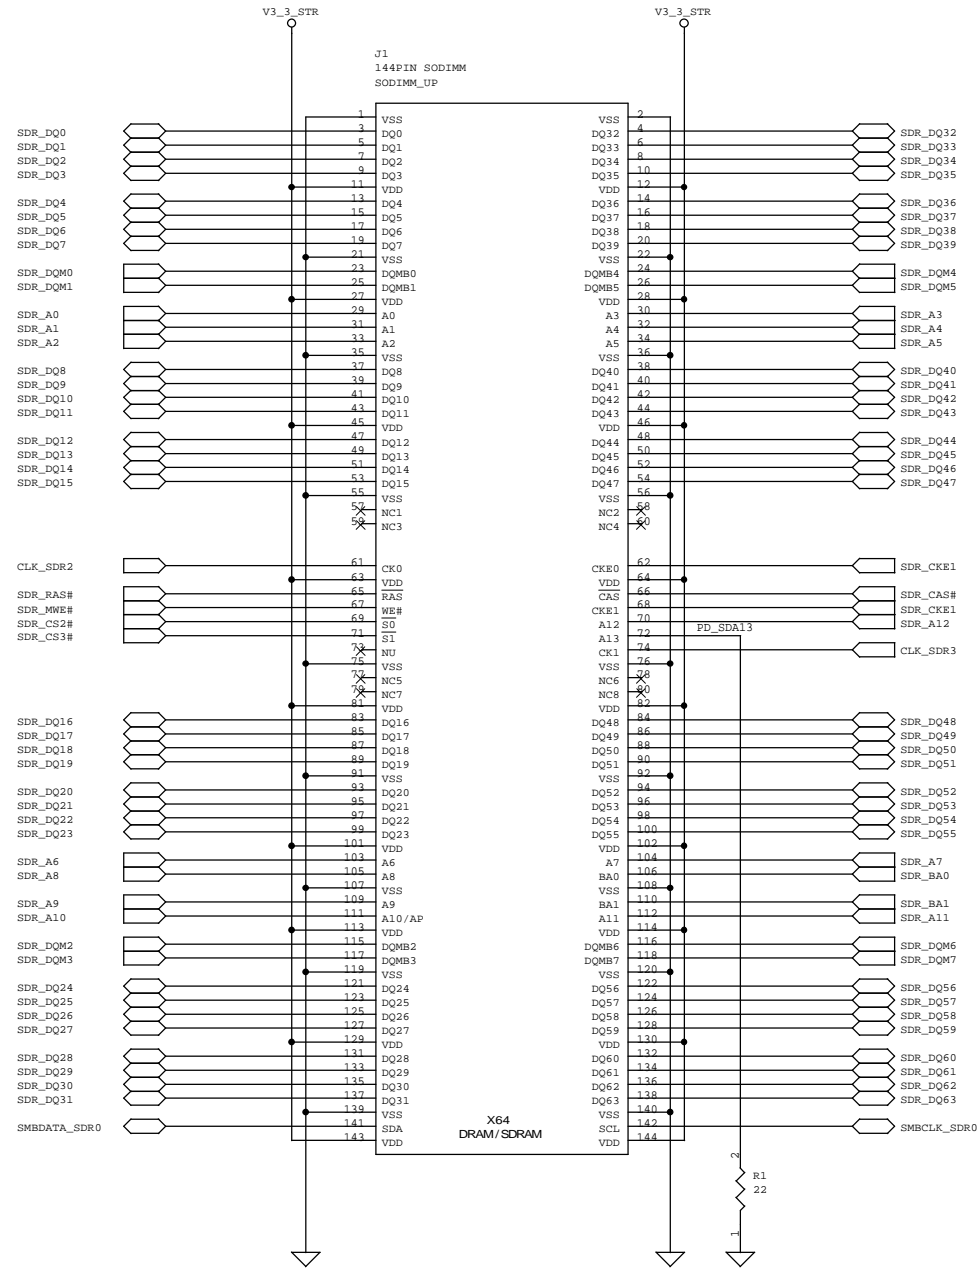 V3_3_STR V3_3_STR
J1
144PIN SODIMM
SODIMM_UP
1 VSS VSS 2
SDR_DQ0 3 DQ0 DQ32 4 SDR_DQ32
SDR_DQ1 5 DQ1 DQ33 6 SDR_DQ33
SDR_DQ2 7 DQ2 DQ34 8 SDR_DQ34
SDR_DQ3 9 DQ3 DQ35 10 SDR_DQ35
11 VDD VDD 12
SDR_DQ4 13 DQ4 DQ36 14 SDR_DQ36
SDR_DQ5 15 DQ5 DQ37 16 SDR_DQ37
SDR_DQ6 17 DQ6 DQ38 18 SDR_DQ38
SDR_DQ7 19 DQ7 DQ39 20 SDR_DQ39
21 VSS VSS 22
SDR_DQM0 23 DQMB0 DQMB4 24 SDR_DQM4
SDR_DQM1 25 DQMB1 DQMB5 26 SDR_DQM5
27 VDD VDD 28
SDR_A0 29 A0 A3 30 SDR_A3
SDR_A1 31 A1 A4 32 SDR_A4
SDR_A2 33 A2 A5 34 SDR_A5
35 VSS VSS 36
SDR_DQ8 37 DQ8 DQ40 38 SDR_DQ40
SDR_DQ9 39 DQ9 DQ41 40 SDR_DQ41
SDR_DQ10 41 DQ10 DQ42 42 SDR_DQ42
SDR_DQ11 43 DQ11 DQ43 44 SDR_DQ43
45 VDD VDD 46
SDR_DQ12 47 DQ12 DQ44 48 SDR_DQ44
SDR_DQ13 49 DQ13 DQ45 50 SDR_DQ45
SDR_DQ14 51 DQ14 DQ46 52 SDR_DQ46
SDR_DQ15 53 DQ15 DQ47 54 SDR_DQ47
55 VSS VSS 56
57 NC1 NC2 58
59 NC3 NC4 60
CLK_SDR2 61 CK0 CKE0 62 SDR_CKE1
63 VDD VDD 64
SDR_RAS# 65 RAS CAS 66 SDR_CAS#
SDR_MWE# 67 WE# CKE1 68 SDR_CKE1
SDR_CS2# 69 S0 A12 70 SDR_A12
SDR_CS3# 71 S1 A13 72 PD_SDA13
73 NU CK1 74 CLK_SDR3
75 VSS VSS 76
77 NC5 NC6 78
79 NC7 NC8 80
81 VDD VDD 82
SDR_DQ16 83 DQ16 DQ48 84 SDR_DQ48
SDR_DQ17 85 DQ17 DQ49 86 SDR_DQ49
SDR_DQ18 87 DQ18 DQ50 88 SDR_DQ50
SDR_DQ19 89 DQ19 DQ51 90 SDR_DQ51
91 VSS VSS 92
SDR_DQ20 93 DQ20 DQ52 94 SDR_DQ52
SDR_DQ21 95 DQ21 DQ53 96 SDR_DQ53
SDR_DQ22 97 DQ22 DQ54 98 SDR_DQ54
SDR_DQ23 99 DQ23 DQ55 100 SDR_DQ55
101 VDD VDD 102
SDR_A6 103 A6 A7 104 SDR_A7
SDR_A8 105 A8 BA0 106 SDR_BA0
107 VSS VSS 108
SDR_A9 109 A9 BA1 110 SDR_BA1
SDR_A10 111 A10/AP A11 112 SDR_A11
113 VDD VDD 114
SDR_DQM2 115 DQMB2 DQMB6 116 SDR_DQM6
SDR_DQM3 117 DQMB3 DQMB7 118 SDR_DQM7
119 VSS VSS 120
SDR_DQ24 121 DQ24 DQ56 122 SDR_DQ56
SDR_DQ25 123 DQ25 DQ57 124 SDR_DQ57
SDR_DQ26 125 DQ26 DQ58 126 SDR_DQ58
SDR_DQ27 127 DQ27 DQ59 128 SDR_DQ59
129 VDD VDD 130
SDR_DQ28 131 DQ28 DQ60 132 SDR_DQ60
SDR_DQ29 133 DQ29 DQ61 134 SDR_DQ61
SDR_DQ30 135 DQ30 DQ62 136 SDR_DQ62
SDR_DQ31 137 DQ31 DQ63 138 SDR_DQ63
139 VSS VSS 140
SMBDATA_SDR0 141 SDA SCL 142 SMBCLK_SDR0
143 VDD VDD 144
X64
DRAM/SDRAM
2
R1
22
1